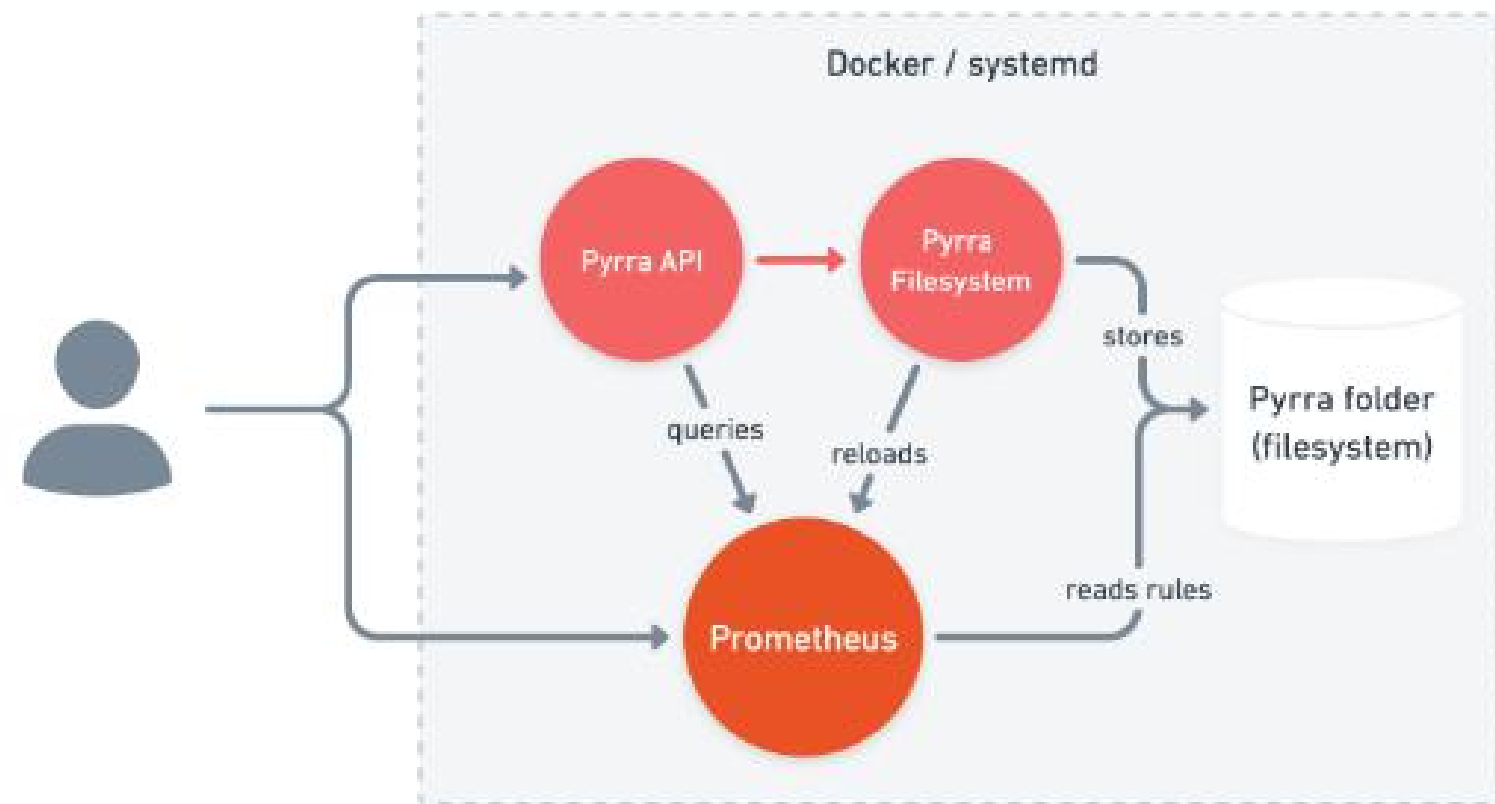 Docker / systemd
Pyrra API
Pyrra
Filesystem
stores
Pyrra folder
(filesystem)
queries
reloads
reads rules
Prometheus